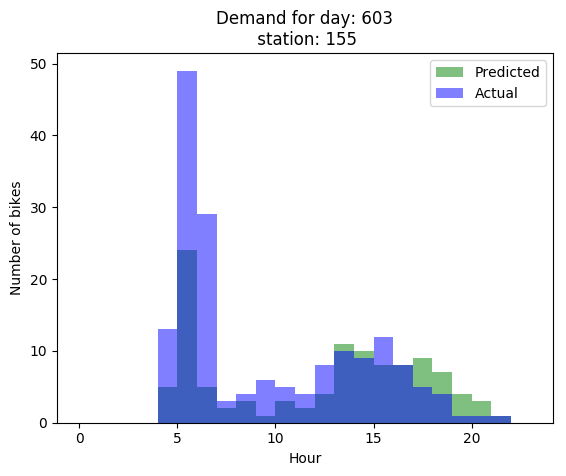 Demand for day: 603
station: 155
Predicted
Actual
Number of bikes
50
40
30
20
10
0
0 5 10 15 20
Hour